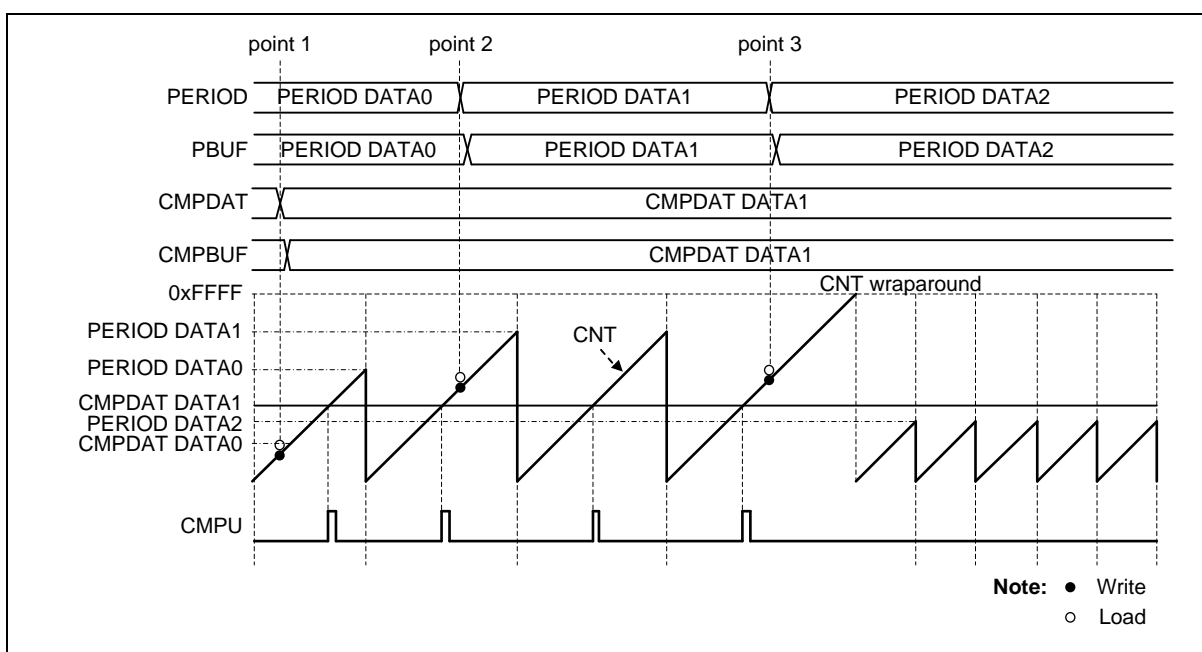 point 1 point 2 point 3
PERIOD PERIOD DATA0 PERIOD DATA1 PERIOD DATA2
PBUF PERIOD DATA0 PERIOD DATA1 PERIOD DATA2
CMPDAT CMPDAT DATA1
CMPBUF CMPDAT DATA1
0xFFFF CNT wraparound
PERIOD DATA1 CNT
PERIOD DATA0
CMPDAT DATA1
PERIOD DATA2
CMPDAT DATA0
CMPU
Note: Write
Load